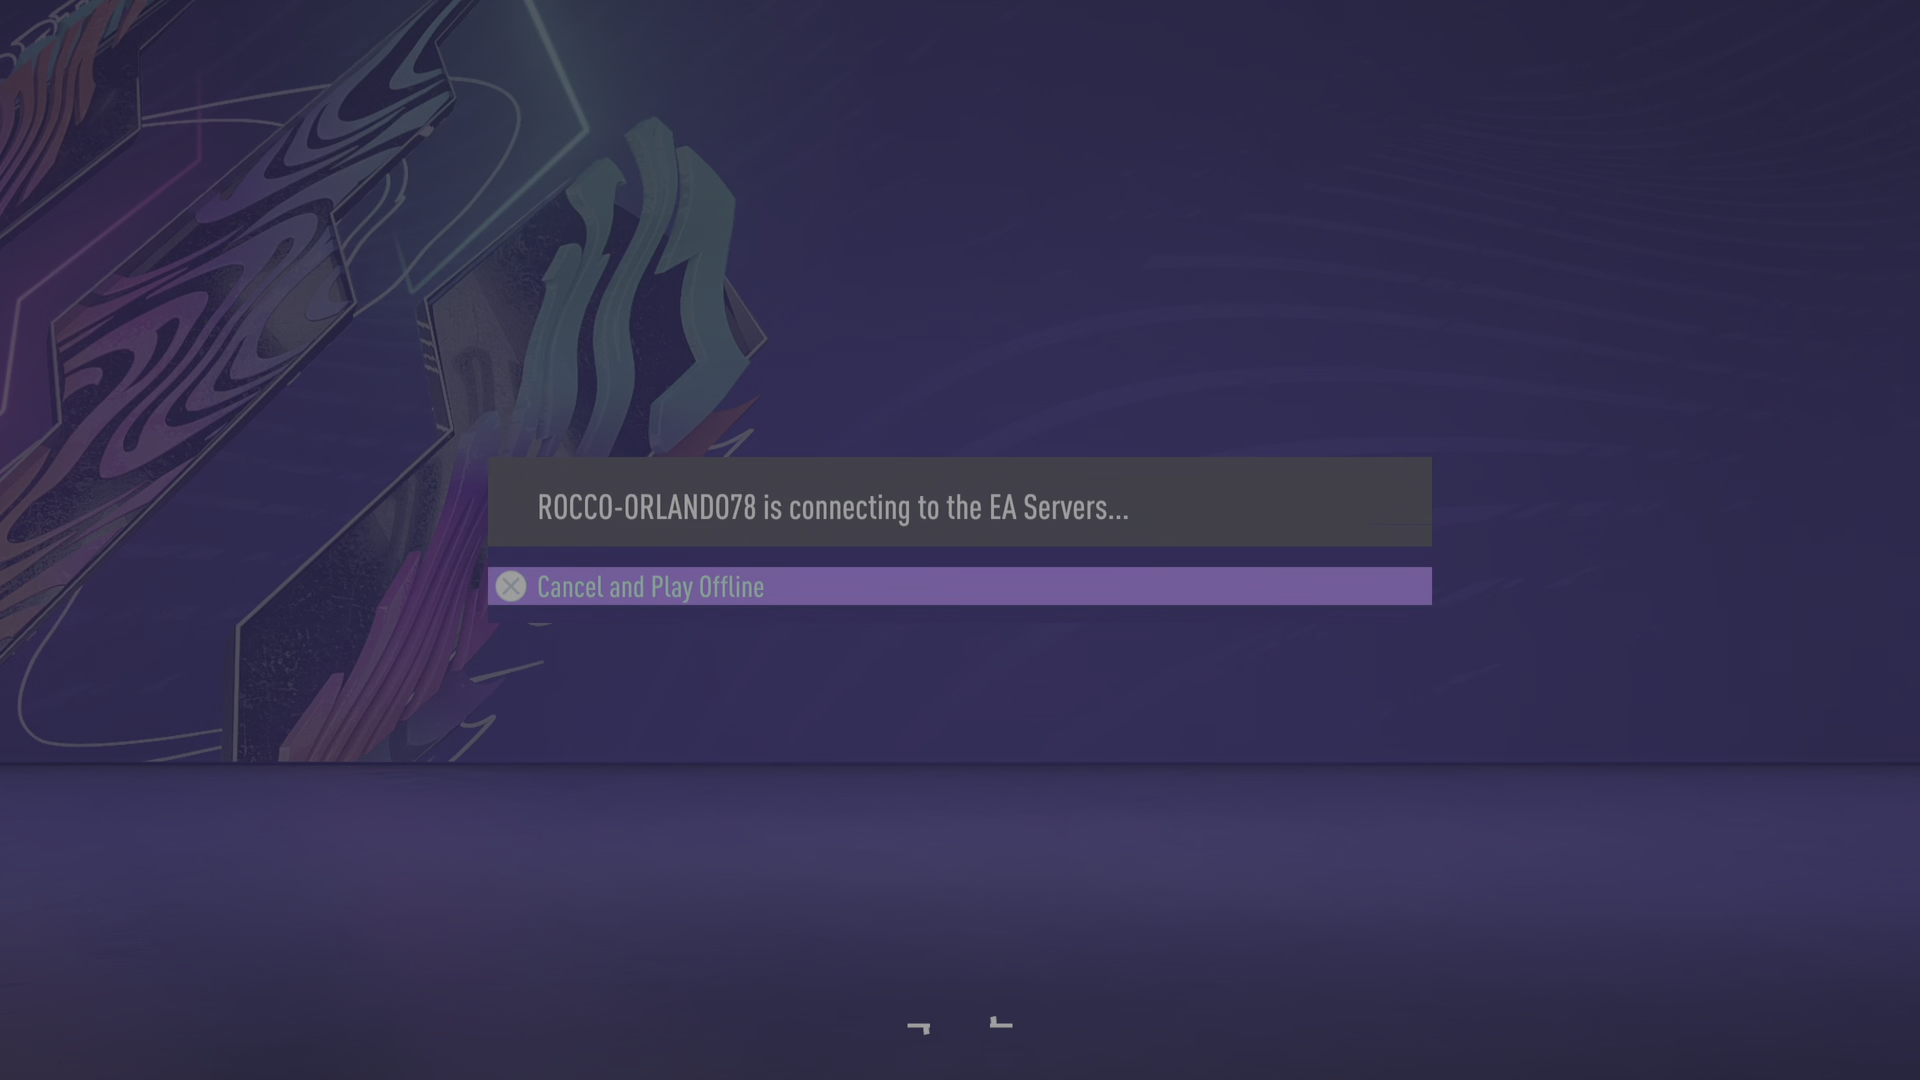 ROCCO-ORLANDO78 is connecting to the EA Servers...
Cancel and Play Offline